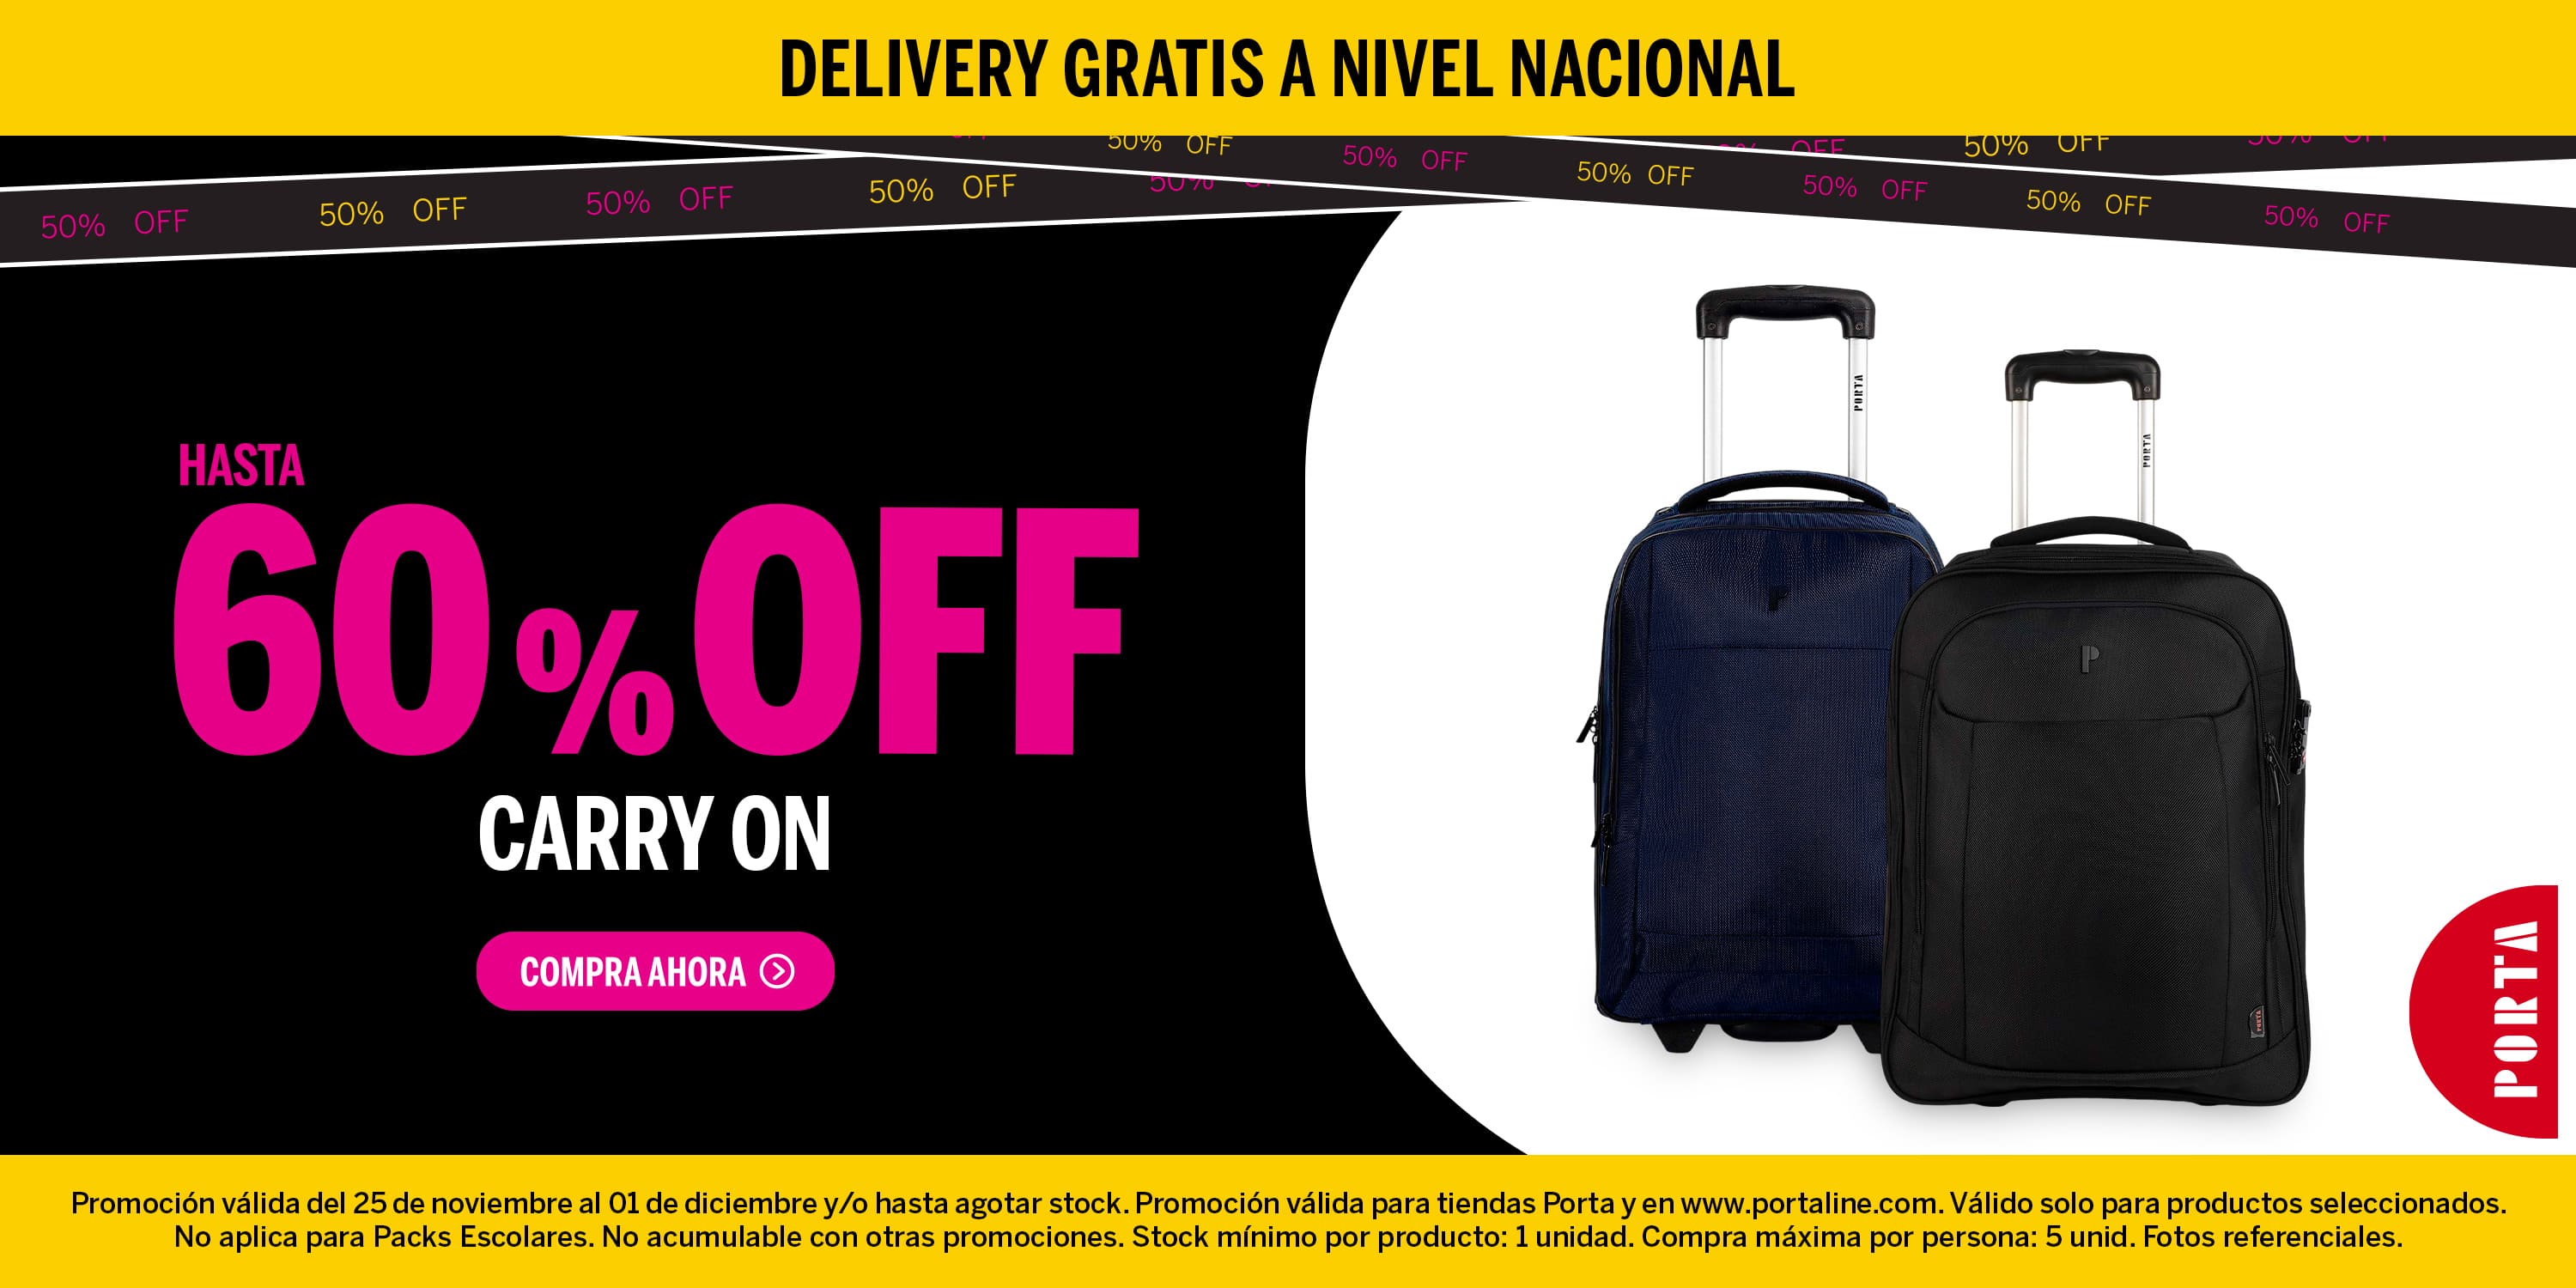 DELIVERY GRATIS A NIVEL NACIONAL
50% OFF 50% OFF 50% OFF 50% OFF
50% OFF 50% OFF 50% OFF 50% OFF 50% OFF 50% OFF
50% OFF
HASTA
60% OFF
CARRY ON
COMPRA AHORA
PORTA
PORTA
P
P
PORTA
PORTA
Promoción válida del 25 de noviembre al 01 de diciembre y/o hasta agotar stock. Promoción válida para tiendas Porta y en www.portaline.com. Válido solo para productos seleccionados.
No aplica para Packs Escolares. No acumulable con otras promociones. Stock mínimo por producto: 1 unidad. Compra máxima por persona: 5 unid. Fotos referenciales.